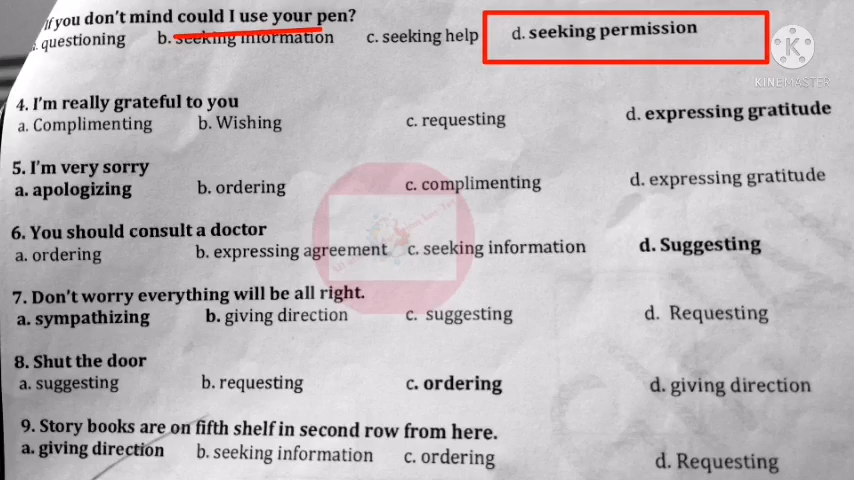 If you don't mind could I use your pen?
questioning b. seeking information c. seeking help d. seeking permission
KINEMASTER
4. I'm really grateful to you
a. Complimenting b. Wishing c. requesting d. expressing gratitude
5. I'm very sorry
a. apologizing b. ordering c. complimenting d. expressing gratitude
6. You should consult a doctor
a. ordering b. expressing agreement c. seeking information d. Suggesting
7. Don't worry everything will be all right.
a. sympathizing b. giving direction c. suggesting d. Requesting
8. Shut the door
a. suggesting b. requesting c. ordering d. giving direction
9. Story books are on fifth shelf in second row from here.
a. giving direction b. seeking information c. ordering d. Requesting